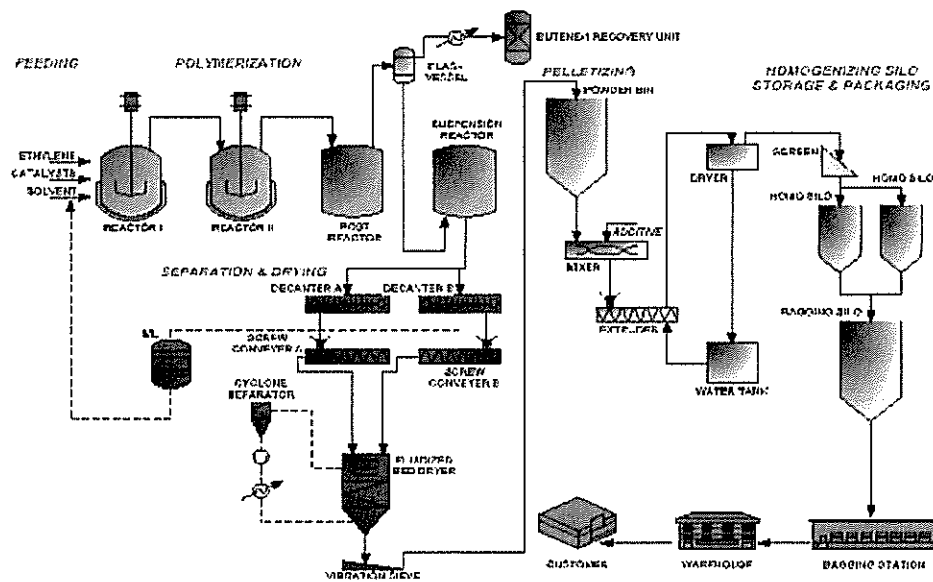 BUTENE-1 RECOVERY UNIT
FEEDING
POLYMERIZATION
FLASH
VESSEL
PELLETIZING
HOMOGENIZING SILO
STORAGE & PACKAGING
POWDER BIN
SUSPENSION
REACTOR
ETHYLENE
CATALYSTS
SOLVENT
REACTOR I
REACTOR II
POST
REACTOR
DRYER
SCREEN
HOMO SILO
HOMO SILO
ADDITIVE
MIXER
SEPARATION & DRYING
DECANTER A
DECANTER B
EXTRUDER
BAGGING SILO
ML
SCREW
CONVEYER A
SCREW
CONVEYER B
WATER TANK
CYCLONE
SEPARATOR
FLUIDIZED
BED DRYER
VIBRATION SIEVE
CUSTOMER
WAREHOUSE
BAGGING STATION